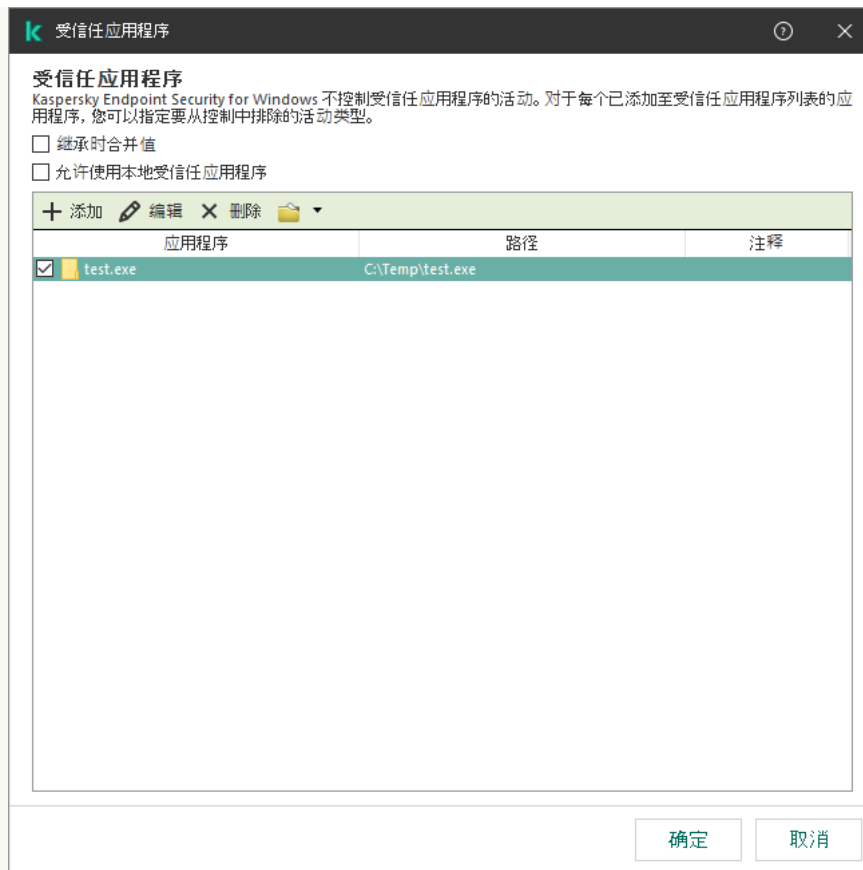 受信任应用程序
受信任应用程序
Kaspersky Endpoint Security for Windows 不控制受信任应用程序的活动。对于每个已添加至受信任应用程序列表的应
用程序, 您可以指定要从控制中排除的活动类型。
继承时合并值
允许使用本地受信任应用程序
添加 编辑 删除
应用程序 路径 注释
test.exe C:\Temp\test.exe
确定 取消